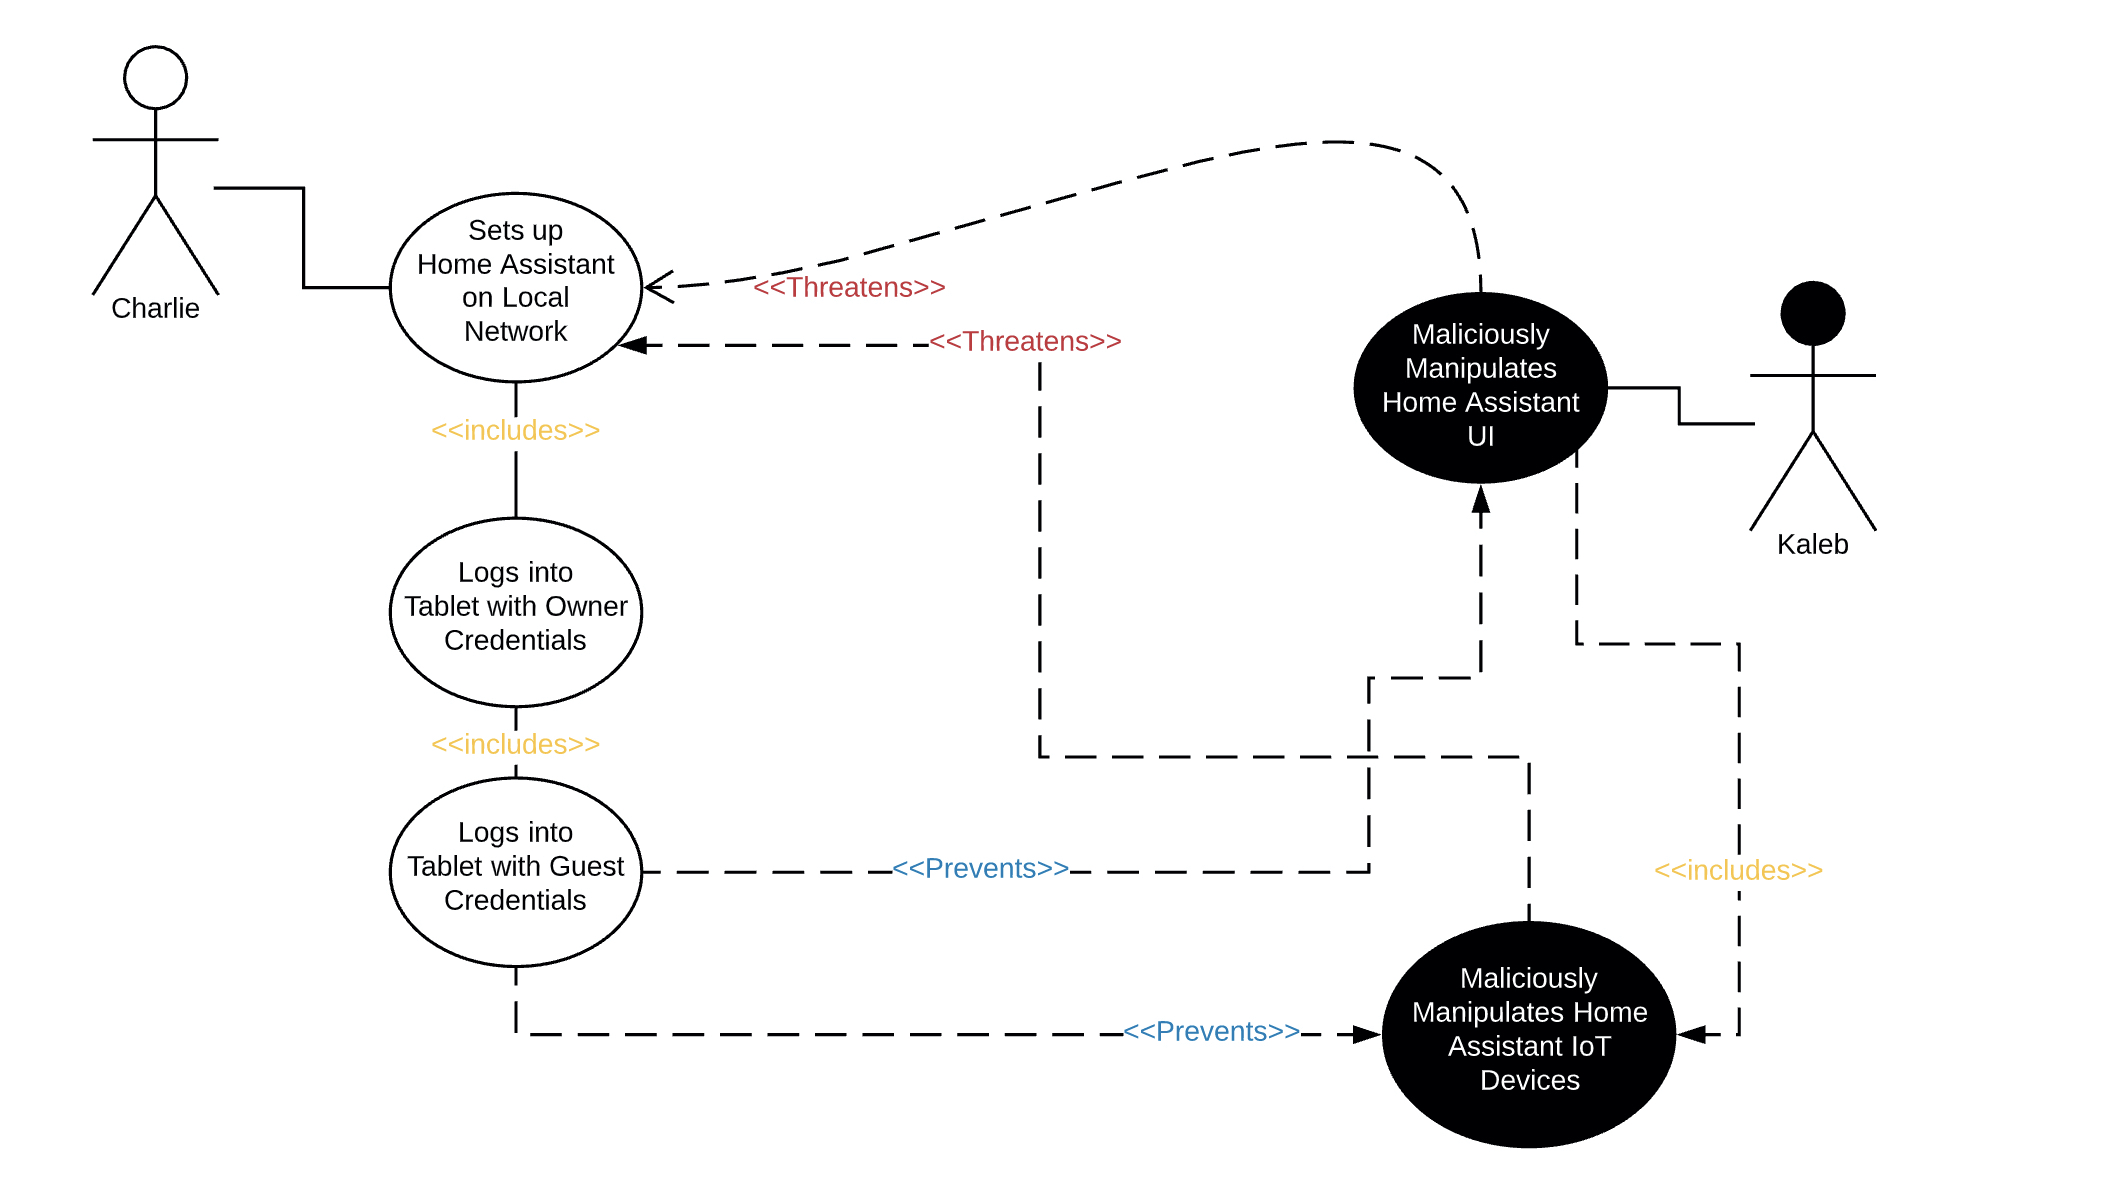 Charlie
Sets up
Home Assistant
on Local
Network
<<Threatens>>
<<Threatens>>
Maliciously
Manipulates
Home Assistant
UI
Kaleb
<<includes>>
Logs into
Tablet with Owner
Credentials
<<includes>>
Logs into
Tablet with Guest
Credentials
<<Prevents>>
<<includes>>
<<Prevents>>
Maliciously
Manipulates Home
Assistant IoT
Devices